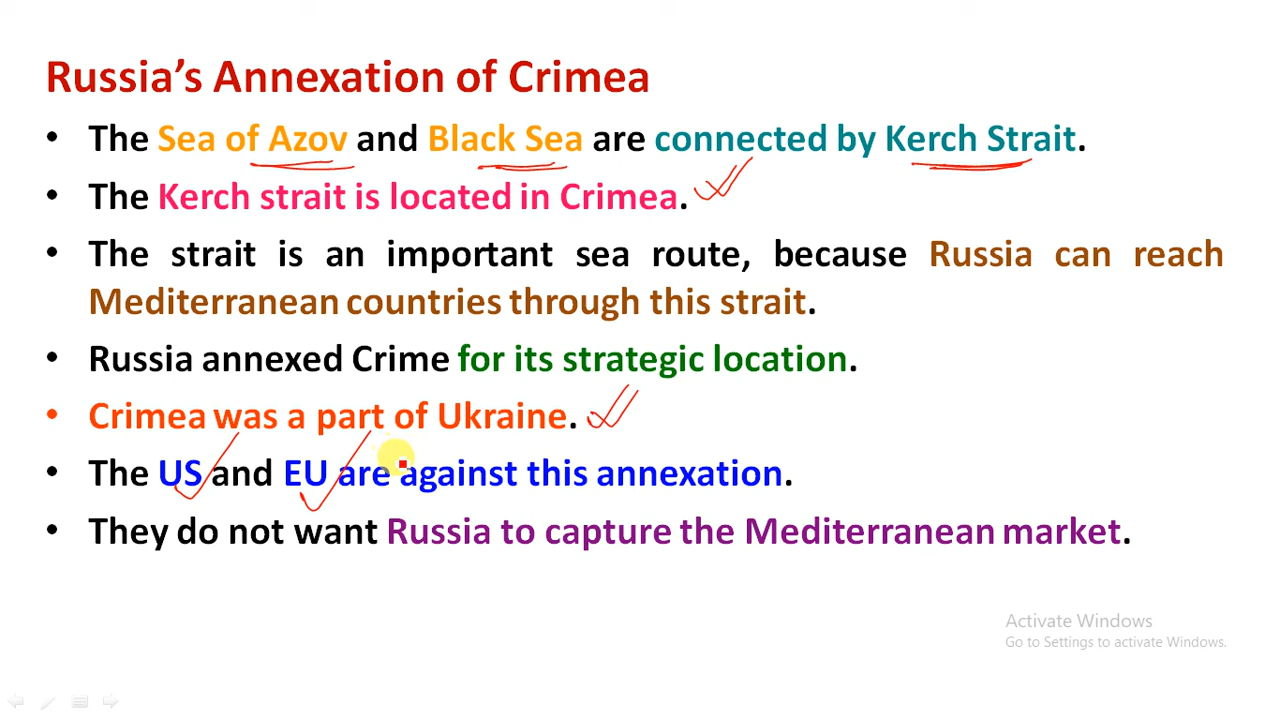 Russia’s Annexation of Crimea
• The Sea of Azov and Black Sea are connected by Kerch Strait.
• The Kerch strait is located in Crimea.
• The strait is an important sea route, because Russia can reach
Mediterranean countries through this strait.
• Russia annexed Crime for its strategic location.
• Crimea was a part of Ukraine.
• The US and EU are against this annexation.
• They do not want Russia to capture the Mediterranean market.
Activate Windows
Go to Settings to activate Windows.